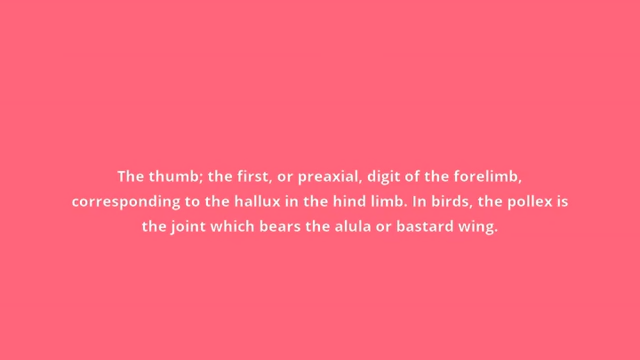 The thumb; the first, or preaxial, digit of the forelimb,
corresponding to the hallux in the hind limb. In birds, the pollex is
the joint which bears the alula or bastard wing.